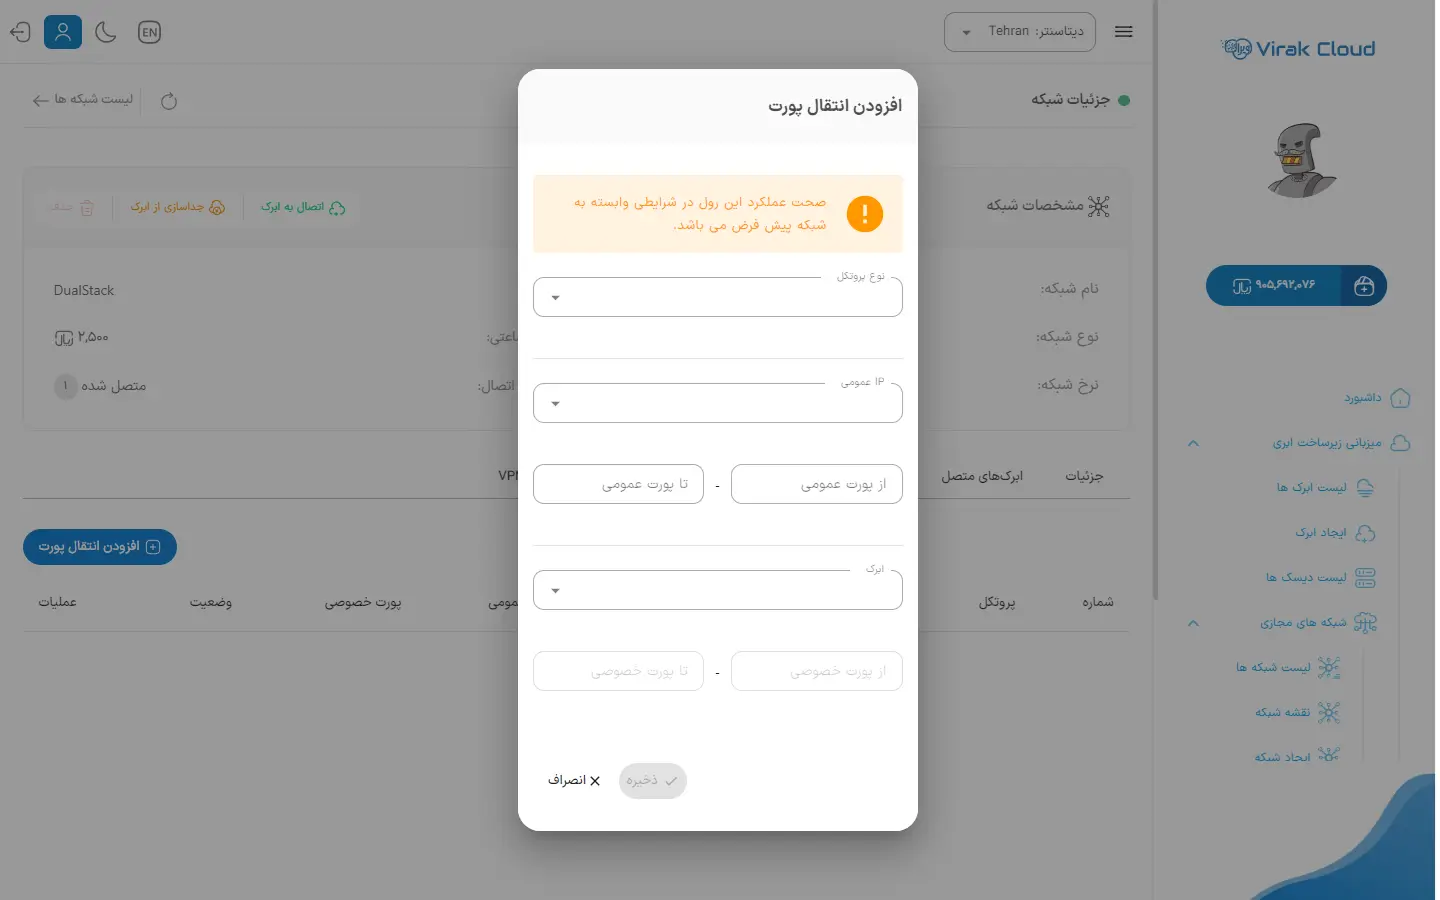 Virak Cloud
۹۰۵,۶۹۲,۰۷۶
داشبورد
میزبانی زیرساخت ابری
لیست ابرک ها
ایجاد ابرک
لیست دیسک ها
شبکه های مجازی
لیست شبکه ها
نقشه شبکه
ایجاد شبکه
دیتاسنتر: Tehran
EN
جزئیات شبکه
لیست شبکه ها
مشخصات شبکه
اتصال به ابرک
جداسازی از ابرک
حذف
نام شبکه:
DualStack
نوع شبکه:
ساعتی:
۲,۵۰۰
نرخ شبکه:
اتصال:
متصل شده ۱
جزئیات
ابرک‌های متصل
VPN
افزودن انتقال پورت
شماره
پروتکل
عمومی
پورت خصوصی
وضعیت
عملیات
افزودن انتقال پورت
صحت عملکرد این رول در شرایطی وابسته به
شبکه پیش فرض می باشد.
نوع پروتکل
IP عمومی
از پورت عمومی - تا پورت عمومی
ابرک
از پورت خصوصی - تا پورت خصوصی
ذخیره
انصراف